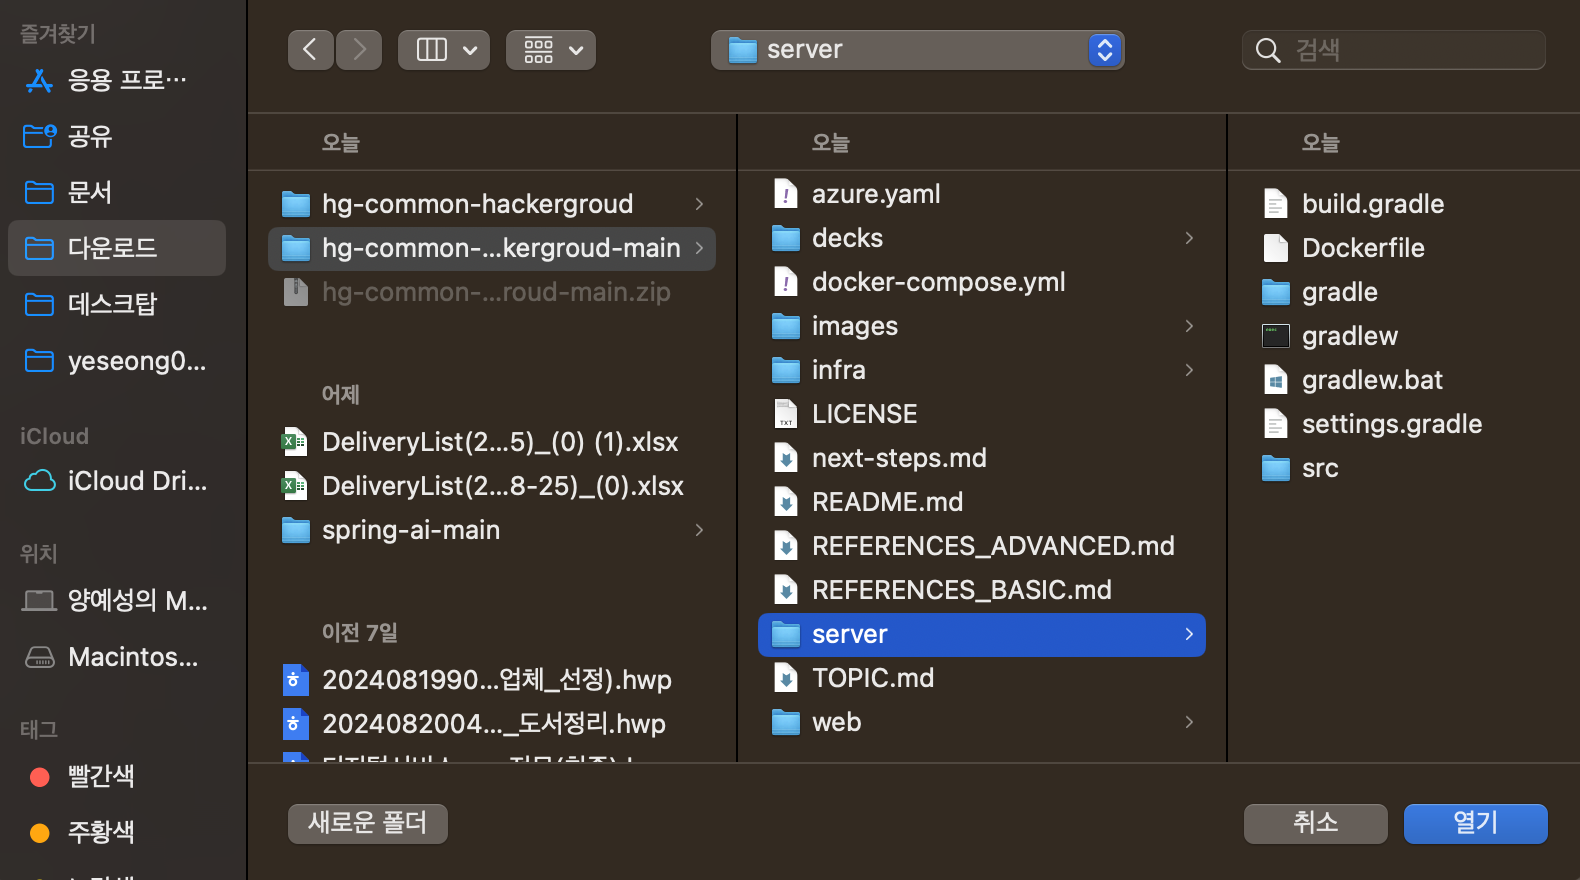 즐겨찾기
응용 프로…
공유
문서
다운로드
데스크탑
yeseong0...
iCloud
iCloud Dri...
위치
양예성의 M...
Macintos...
태그
빨간색
주황색
server
검색
오늘
hg-common-hackergroud
hg-common-...kergroud-main
hg-common-...roud-main.zip
어제
DeliveryList(2...5)_(0) (1).xlsx
DeliveryList(2...8-25)_(0).xlsx
spring-ai-main
이전 7일
2024081990...업체_선정).hwp
2024082004..._도서정리.hwp
오늘
azure.yaml
decks
docker-compose.yml
images
infra
LICENSE
next-steps.md
README.md
REFERENCES_ADVANCED.md
REFERENCES_BASIC.md
server
TOPIC.md
web
오늘
build.gradle
Dockerfile
gradle
gradlew
gradlew.bat
settings.gradle
src
새로운 폴더
취소
열기